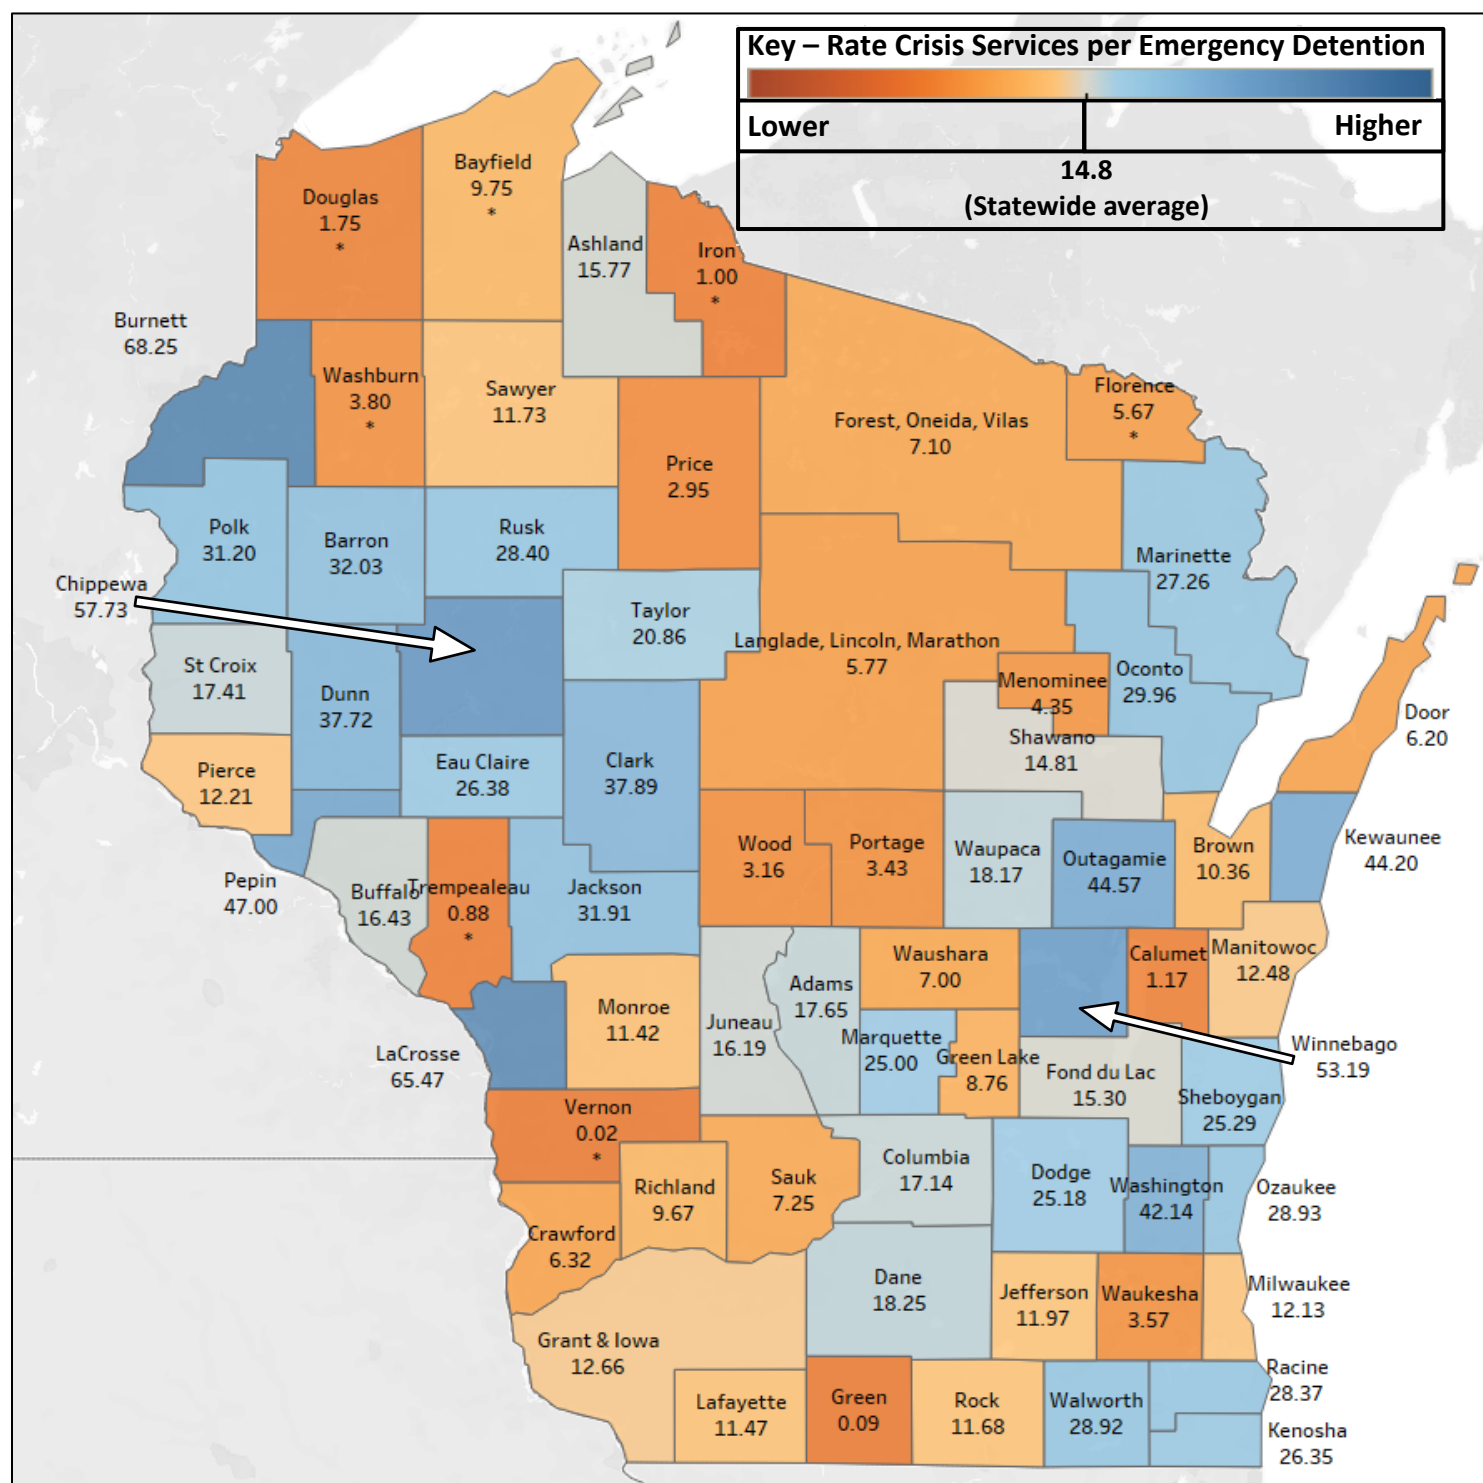 Key – Rate Crisis Services per Emergency Detention
Lower
Higher
14.8
(Statewide average)
Bayfield
9.75
*
Douglas
1.75
*
Ashland
15.77
Iron
1.00
*
Burnett
68.25
Washburn
3.80
*
Sawyer
11.73
Florence
5.67
*
Forest, Oneida, Vilas
7.10
Price
2.95
Polk
31.20
Barron
32.03
Rusk
28.40
Marinette
27.26
Chippewa
57.73
Taylor
20.86
Langlade, Lincoln, Marathon
5.77
Menominee
4.35
Oconto
29.96
St Croix
17.41
Dunn
37.72
Door
6.20
Shawano
14.81
Pierce
12.21
Eau Claire
26.38
Clark
37.89
Wood
3.16
Portage
3.43
Waupaca
18.17
Outagamie
44.57
Brown
10.36
Kewaunee
44.20
Pepin
47.00
Buffalo
16.43
Trempealeau
0.88
*
Jackson
31.91
Waushara
7.00
Calumet
1.17
Manitowoc
12.48
Adams
17.65
Monroe
11.42
Juneau
16.19
Marquette
25.00
Green Lake
8.76
Winnebago
53.19
LaCrosse
65.47
Fond du Lac
15.30
Sheboygan
25.29
Vernon
0.02
*
Columbia
17.14
Dodge
25.18
Washington
42.14
Ozaukee
28.93
Richland
9.67
Sauk
7.25
Crawford
6.32
Dane
18.25
Jefferson
11.97
Waukesha
3.57
Milwaukee
12.13
Grant & Iowa
12.66
Racine
28.37
Lafayette
11.47
Green
0.09
Rock
11.68
Walworth
28.92
Kenosha
26.35